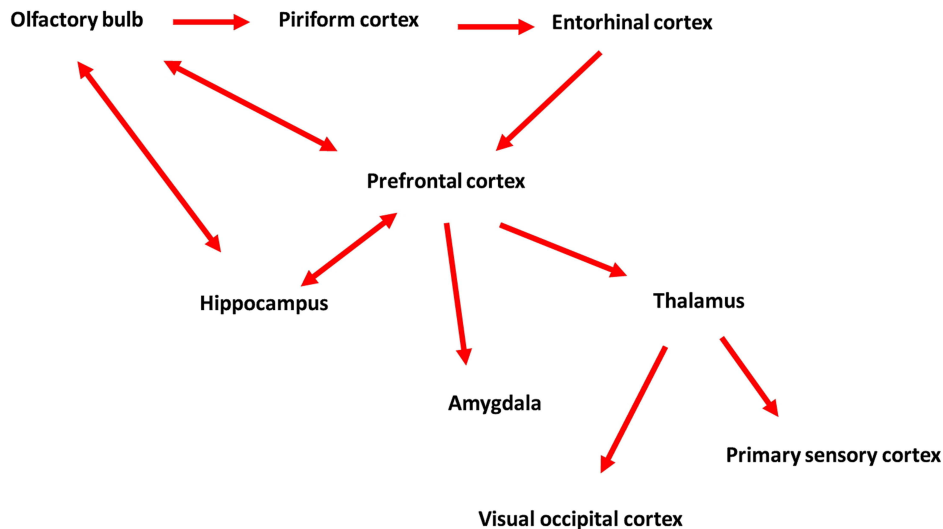 Olfactory bulb
Piriform cortex
Entorhinal cortex
Prefrontal cortex
Hippocampus
Thalamus
Amygdala
Primary sensory cortex
Visual occipital cortex